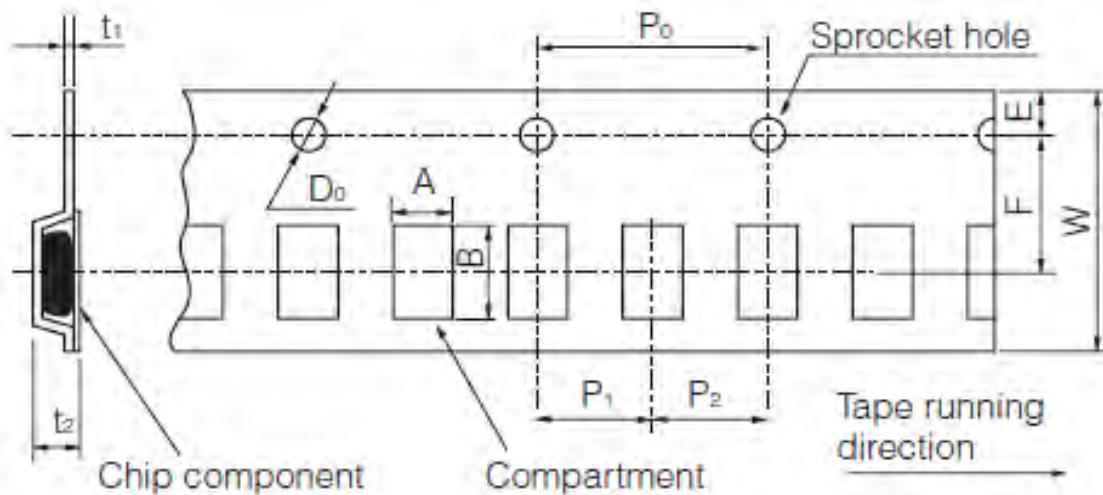 t₁
P₀
Sprocket hole
E
D₀
A
F
W
B
P₁
P₂
t₂
Tape running
direction
Chip component
Compartment